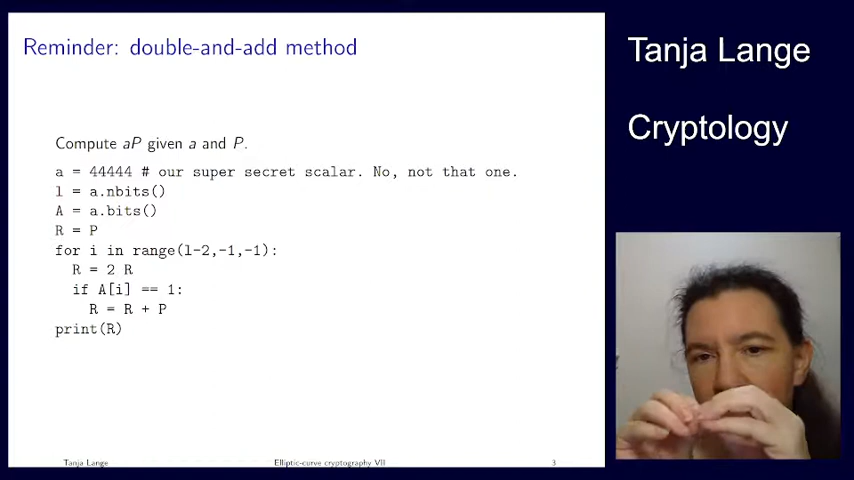 Reminder: double-and-add method
Compute aP given a and P.
a = 44444 # our super secret scalar. No, not that one.
l = a.nbits()
A = a.bits()
R = P
for i in range(l-2,-1,-1):
  R = 2 R
  if A[i] == 1:
    R = R + P
print(R)
Tanja Lange
Elliptic-curve cryptography VII
3
Tanja Lange
Cryptology